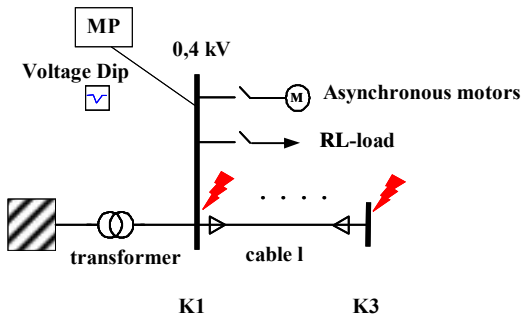 MP
0,4 kV
Voltage Dip
M
Asynchronous motors
RL-load
. . . .
transformer
cable l
K1
K3